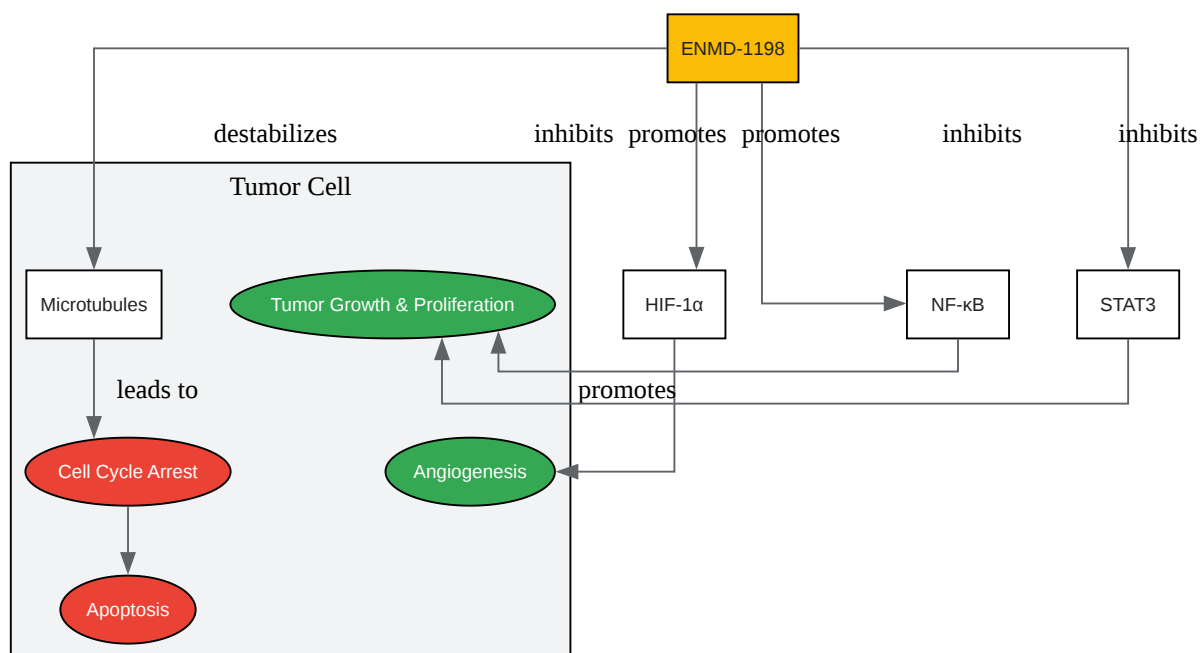 ENMD-1198
destabilizes
inhibits
promotes
promotes
inhibits
inhibits
Tumor Cell
Microtubules
Tumor Growth & Proliferation
HIF-1α
NF-κB
STAT3
leads to
promotes
Cell Cycle Arrest
Angiogenesis
Apoptosis